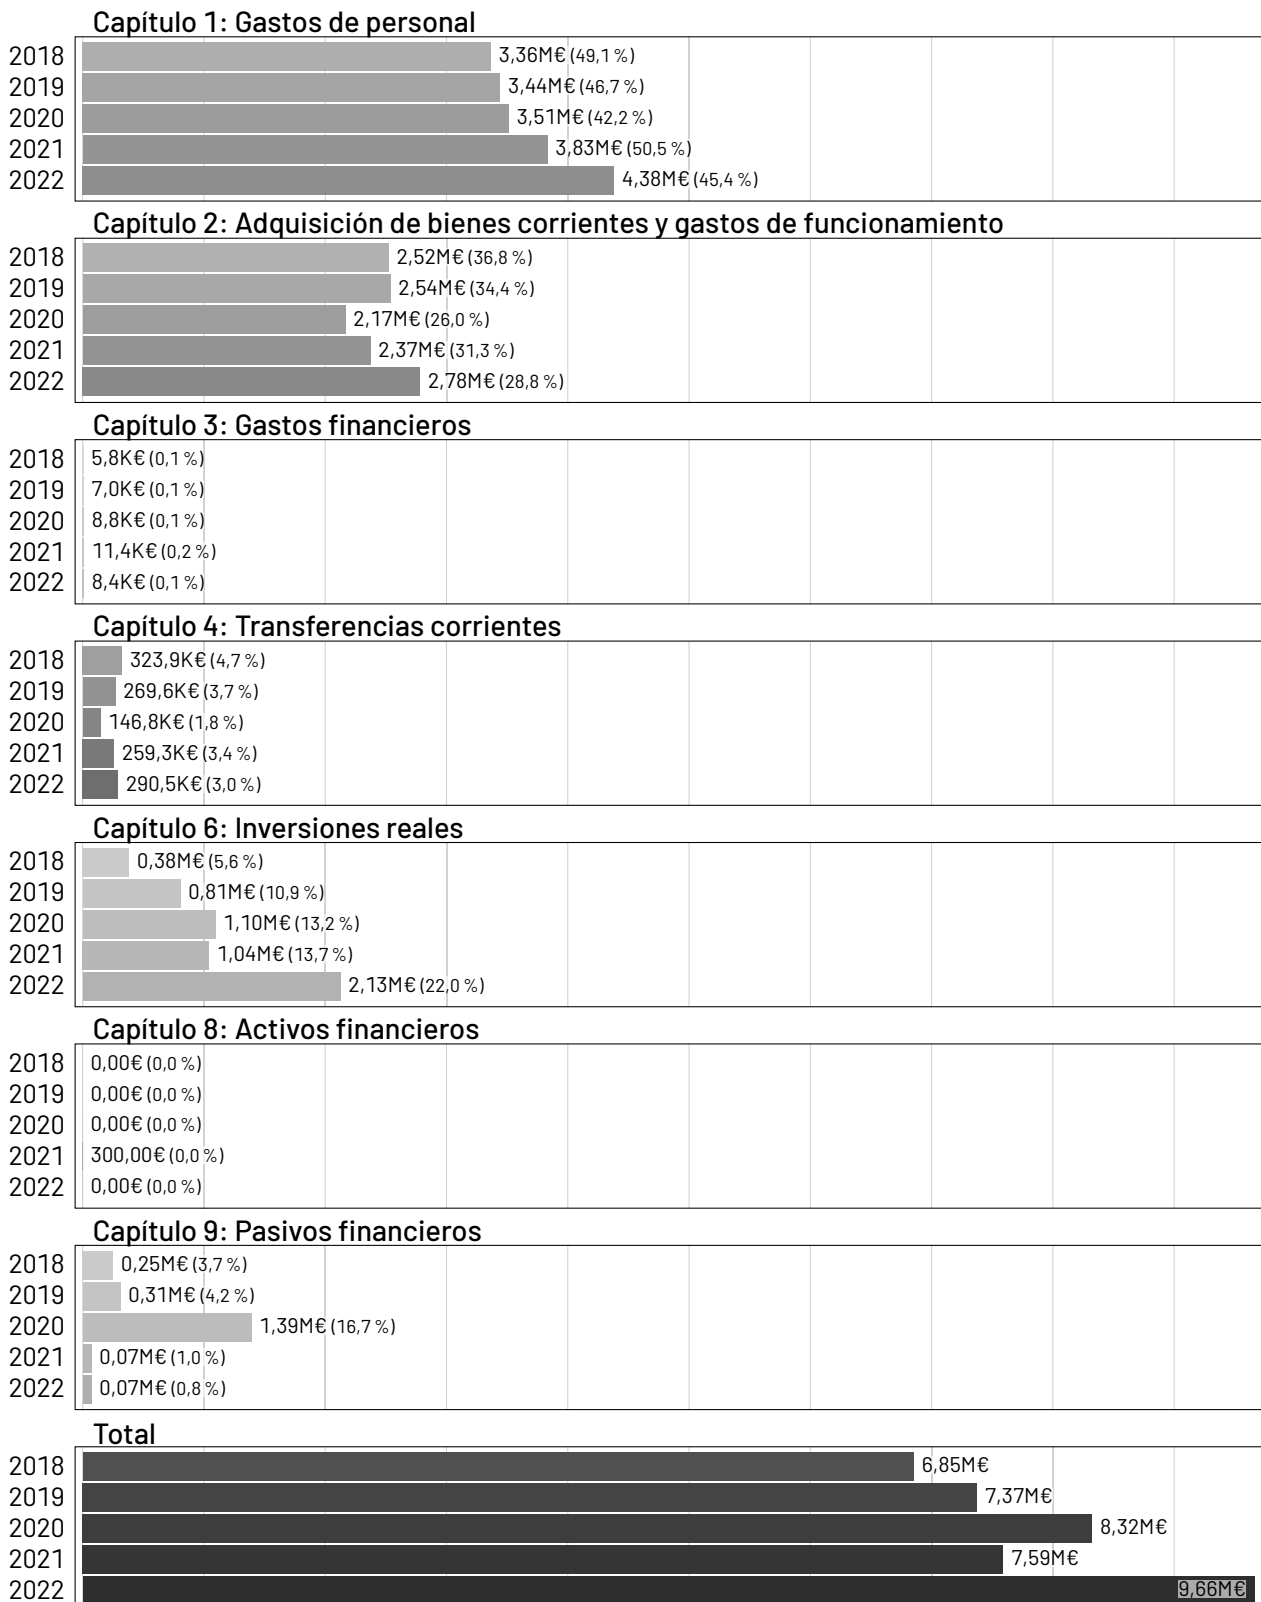 Capítulo 1: Gastos de personal
2018 3,36M€ (49,1 %)
2019 3,44M€ (46,7 %)
2020 3,51M€ (42,2 %)
2021 3,83M€ (50,5 %)
2022 4,38M€ (45,4 %)
Capítulo 2: Adquisición de bienes corrientes y gastos de funcionamiento
2018 2,52M€ (36,8 %)
2019 2,54M€ (34,4 %)
2020 2,17M€ (26,0 %)
2021 2,37M€ (31,3 %)
2022 2,78M€ (28,8 %)
Capítulo 3: Gastos financieros
2018 5,8K€ (0,1 %)
2019 7,0K€ (0,1 %)
2020 8,8K€ (0,1 %)
2021 11,4K€ (0,2 %)
2022 8,4K€ (0,1 %)
Capítulo 4: Transferencias corrientes
2018 323,9K€ (4,7 %)
2019 269,6K€ (3,7 %)
2020 146,8K€ (1,8 %)
2021 259,3K€ (3,4 %)
2022 290,5K€ (3,0 %)
Capítulo 6: Inversiones reales
2018 0,38M€ (5,6 %)
2019 0,81M€ (10,9 %)
2020 1,10M€ (13,2 %)
2021 1,04M€ (13,7 %)
2022 2,13M€ (22,0 %)
Capítulo 8: Activos financieros
2018 0,00€ (0,0 %)
2019 0,00€ (0,0 %)
2020 0,00€ (0,0 %)
2021 300,00€ (0,0 %)
2022 0,00€ (0,0 %)
Capítulo 9: Pasivos financieros
2018 0,25M€ (3,7 %)
2019 0,31M€ (4,2 %)
2020 1,39M€ (16,7 %)
2021 0,07M€ (1,0 %)
2022 0,07M€ (0,8 %)
Total
2018 6,85M€
2019 7,37M€
2020 8,32M€
2021 7,59M€
2022 9,66M€